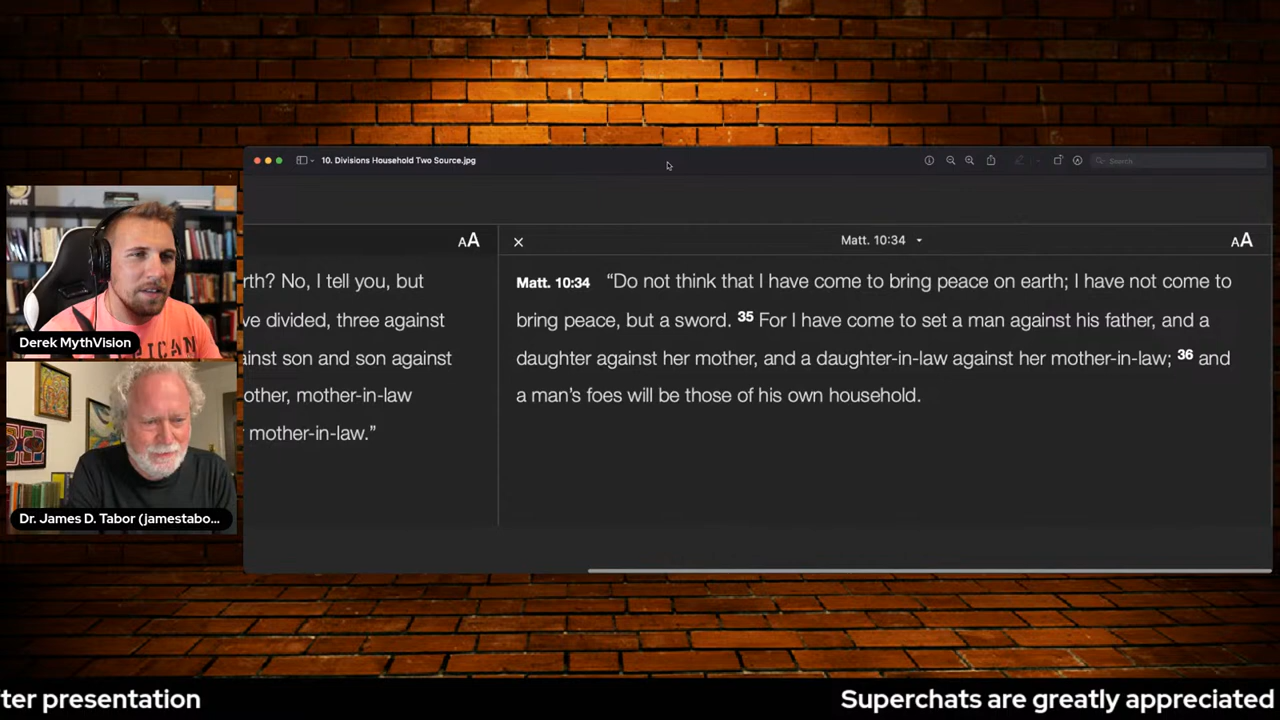 10. Divisions Household Two Source.jpg
Search
AA
Matt. 10:34
AA
rth? No, I tell you, but
ve divided, three against
ainst son and son against
other, mother-in-law
mother-in-law.”
Matt. 10:34 “Do not think that I have come to bring peace on earth; I have not come to
bring peace, but a sword. 35 For I have come to set a man against his father, and a
daughter against her mother, and a daughter-in-law against her mother-in-law; 36 and
a man’s foes will be those of his own household.
Derek MythVision
Dr. James D. Tabor (jamestabo...
ter presentation
Superchats are greatly appreciated